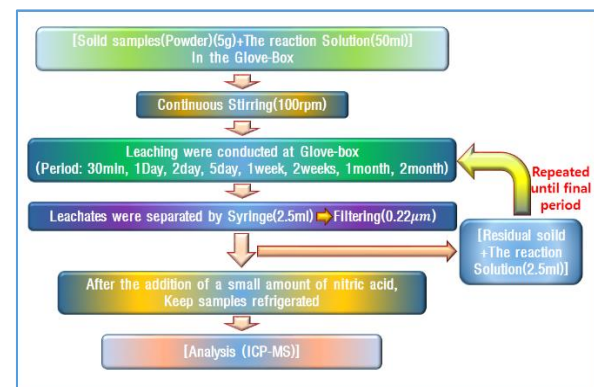 [Soild samples(Powder)(5g)+The reaction Solution(50ml)]
In the Glove-Box
Continuous Stirring(100rpm)
Leaching were conducted at Glove-box
(Period: 30min, 1Day, 2day, 5day, 1week, 2weeks, 1month, 2month)
Repeated
until final
period
Leachates were separated by Syringe(2.5ml) ➡ Filtering(0.22μm)
[Residual soild
+The reaction
Solution(2.5ml)]
After the addition of a small amount of nitric acid,
Keep samples refrigerated
[Analysis (ICP-MS)]